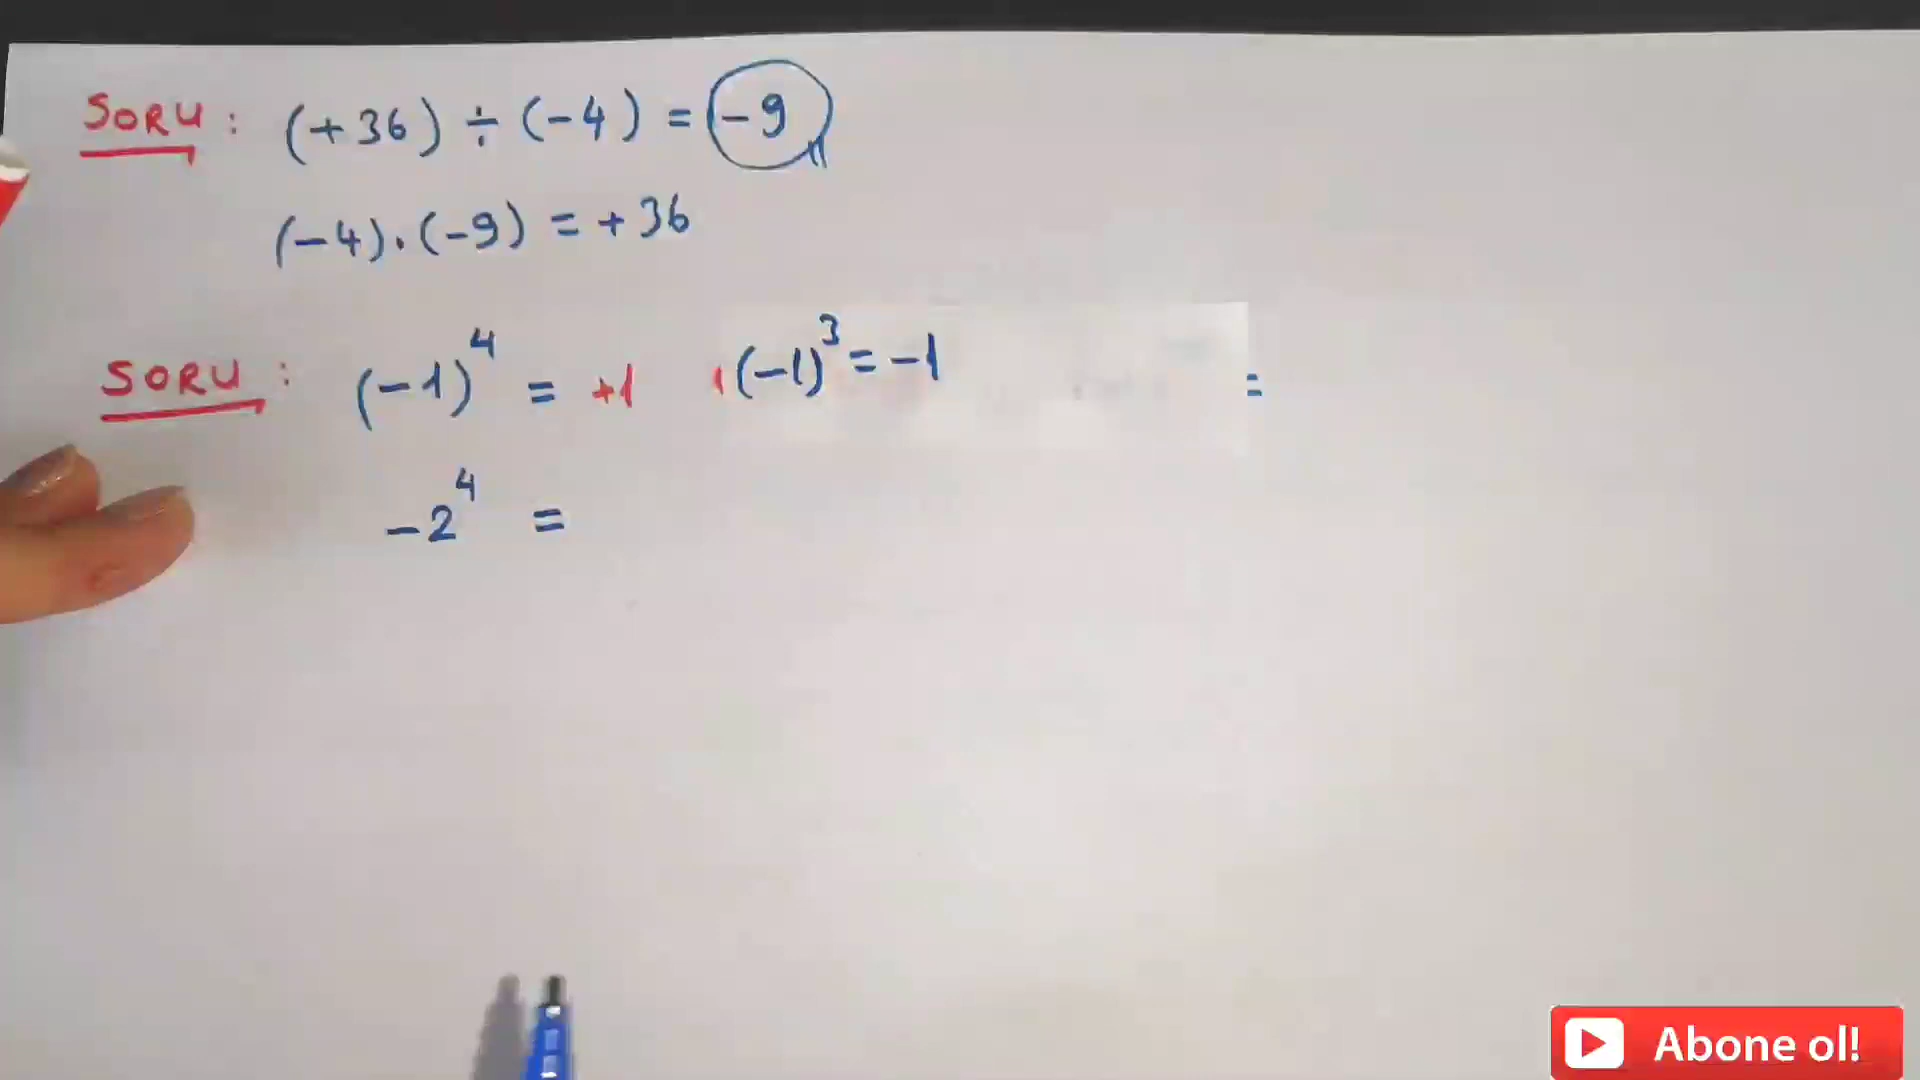 SORU : (+36) ÷ (-4) = -9
(-4).(-9) = +36
SORU : (-1)⁴ = +1 (-1)³ = -1 =
-2⁴ =
Abone ol!